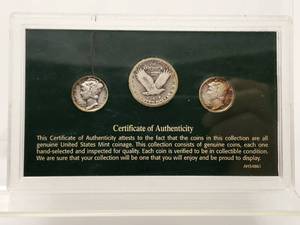 Certificate of Authenticity
This Certificate of Authenticity attests to the fact that the coins in this collection are all
genuine United States Mint coinage. This collection consists of genuine coins, each one
hand-selected and inspected for quality. Each coin is verified to be in collectible condition.
We are sure that your collection will be one that you will enjoy and be proud to display.